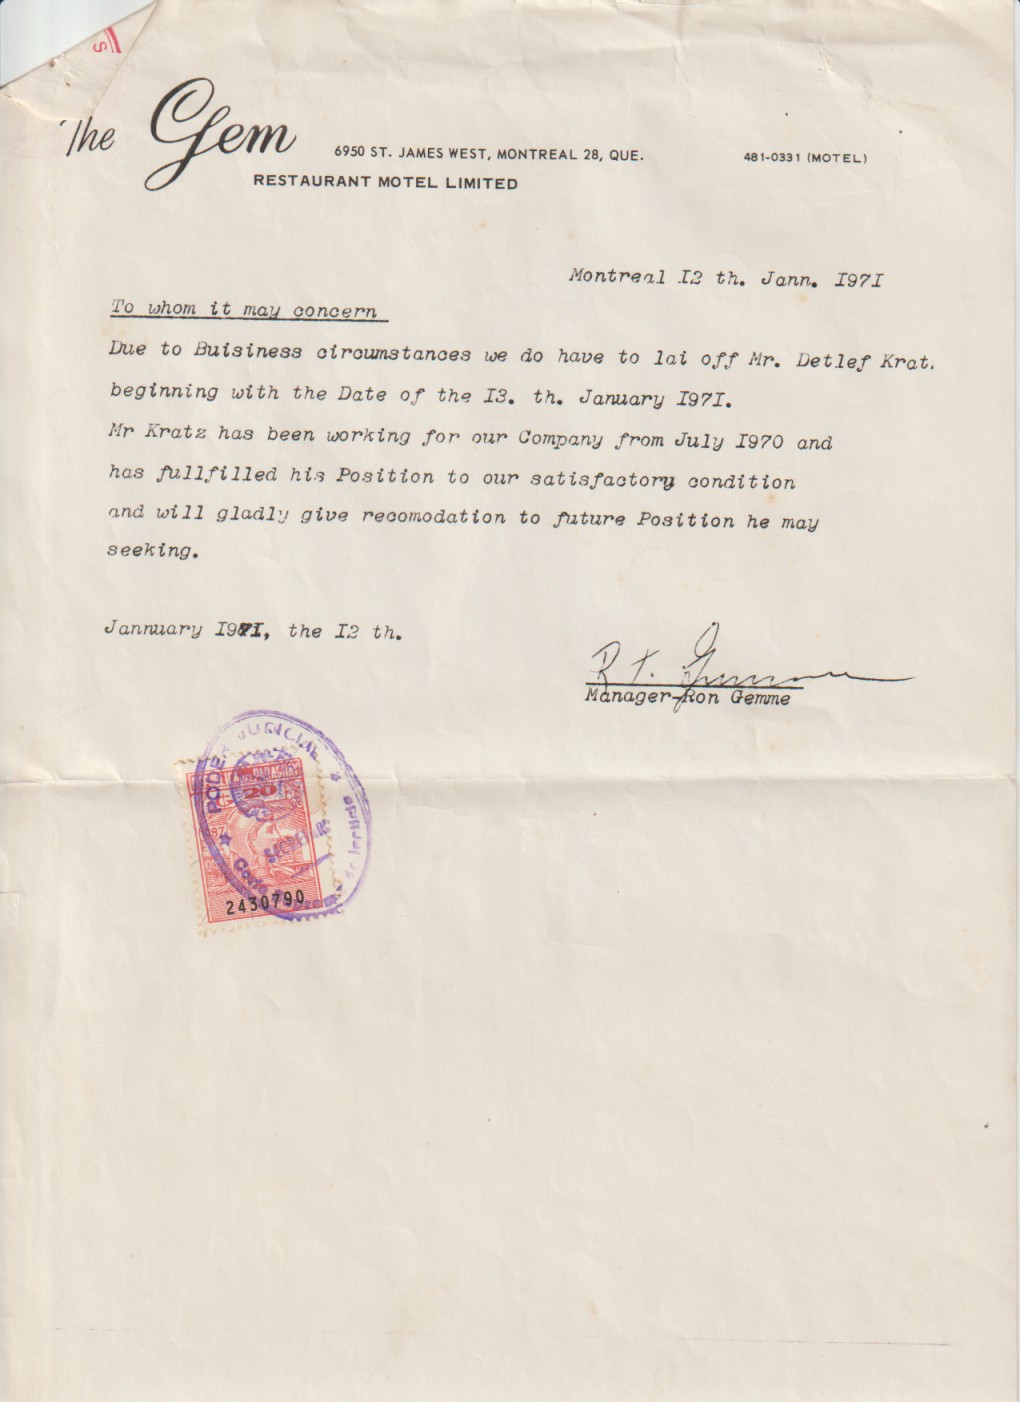 The Gem
6950 ST. JAMES WEST, MONTREAL 28, QUE.
481-0331 (MOTEL)
RESTAURANT MOTEL LIMITED
Montreal I2 th. Jann. I97I
To whom it may concern
Due to Buisiness circumstances we do have to lai off Mr. Detlef Krat.
beginning with the Date of the I3. th. January I97I.
Mr Kratz has been working for our Company from July I970 and
has fullfilled his Position to our satisfactory condition
and will gladly give recomodation to future Position he may
seeking.
Jannuary I97I, the I2 th.
R T. Gemme
Manager-Ron Gemme
PODER JUDICIAL
20
2430790